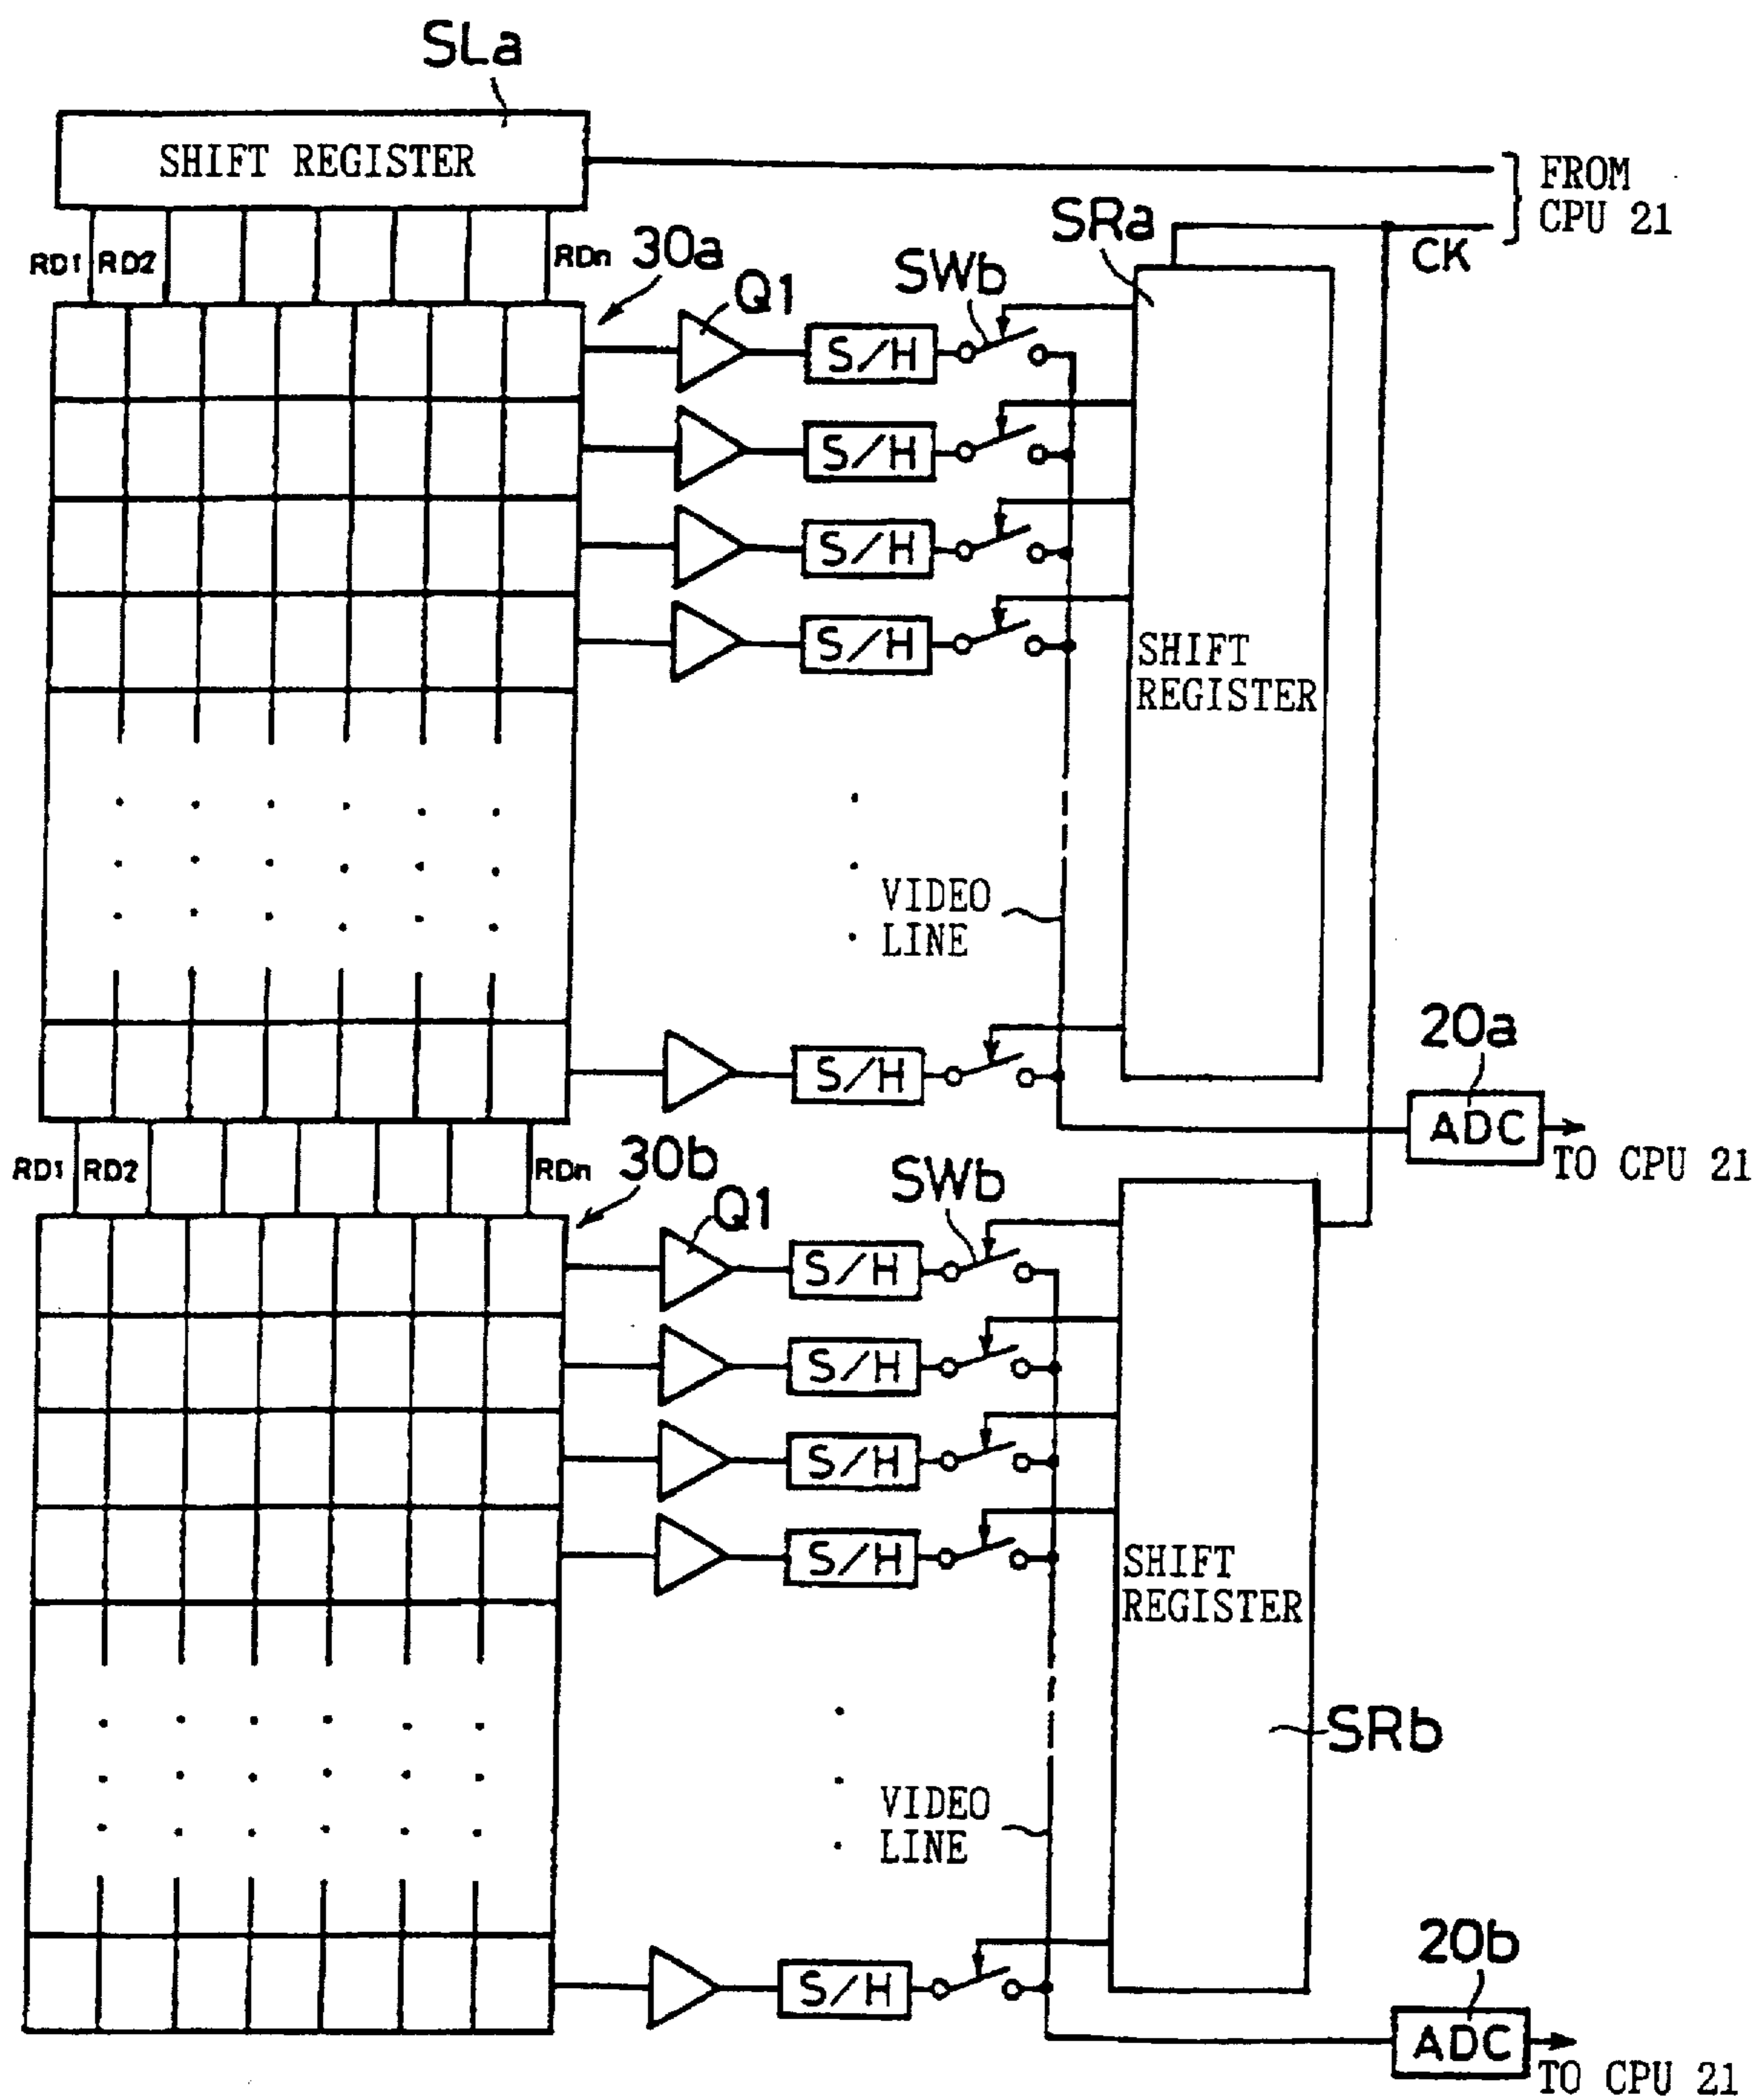 SLa
SHIFT REGISTER
FROM
CPU 21
CK
SRa
RD1 RD2 RDn
30a
Q1
SWb
S/H
S/H
S/H
S/H
SHIFT
REGISTER
VIDEO
LINE
S/H
20a
ADC
TO CPU 21
RD1 RD2 RDn
30b
Q1
SWb
S/H
S/H
S/H
S/H
SHIFT
REGISTER
SRb
VIDEO
LINE
S/H
20b
ADC
TO CPU 21